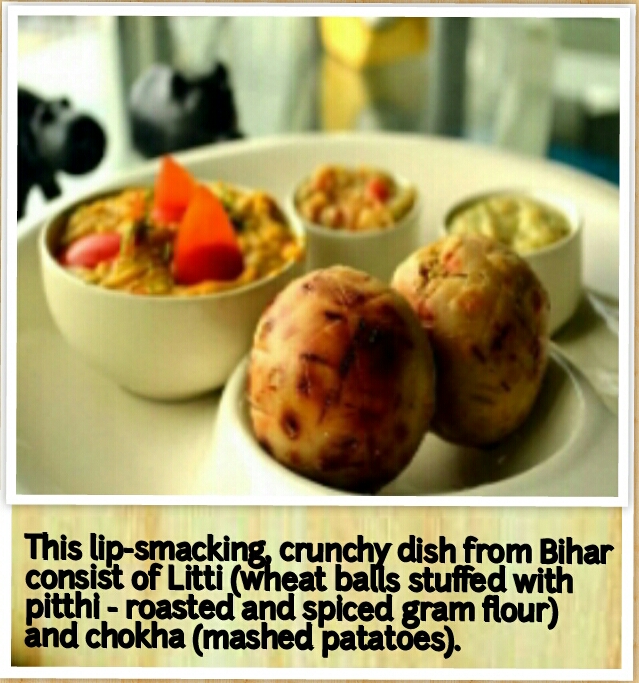 This lip-smacking, crunchy dish from Bihar
consist of Litti (wheat balls stuffed with
pitthi - roasted and spiced gram flour)
and chokha (mashed patatoes).